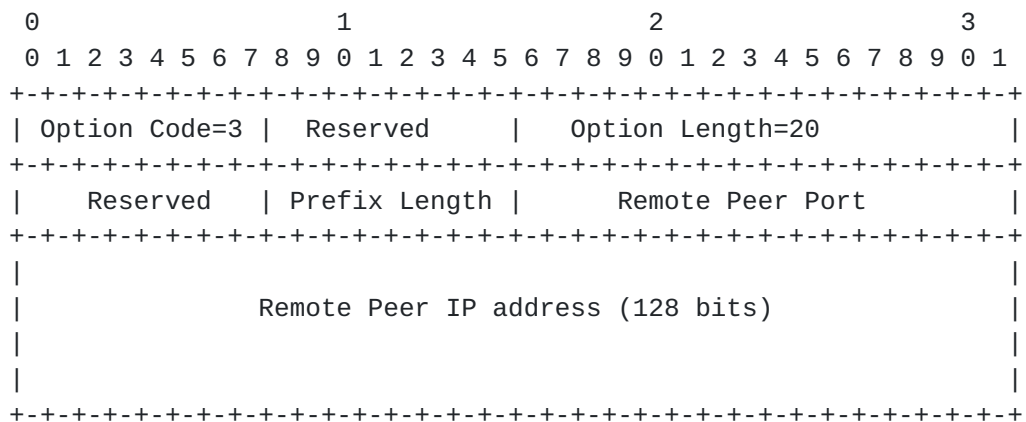 0                   1                   2                   3
 0 1 2 3 4 5 6 7 8 9 0 1 2 3 4 5 6 7 8 9 0 1 2 3 4 5 6 7 8 9 0 1
+-+-+-+-+-+-+-+-+-+-+-+-+-+-+-+-+-+-+-+-+-+-+-+-+-+-+-+-+-+-+-+-+
| Option Code=3 |  Reserved     |   Option Length=20            |
+-+-+-+-+-+-+-+-+-+-+-+-+-+-+-+-+-+-+-+-+-+-+-+-+-+-+-+-+-+-+-+-+
|    Reserved   | Prefix Length |      Remote Peer Port         |
+-+-+-+-+-+-+-+-+-+-+-+-+-+-+-+-+-+-+-+-+-+-+-+-+-+-+-+-+-+-+-+-+
|                                                               |
|               Remote Peer IP address (128 bits)               |
|                                                               |
|                                                               |
+-+-+-+-+-+-+-+-+-+-+-+-+-+-+-+-+-+-+-+-+-+-+-+-+-+-+-+-+-+-+-+-+